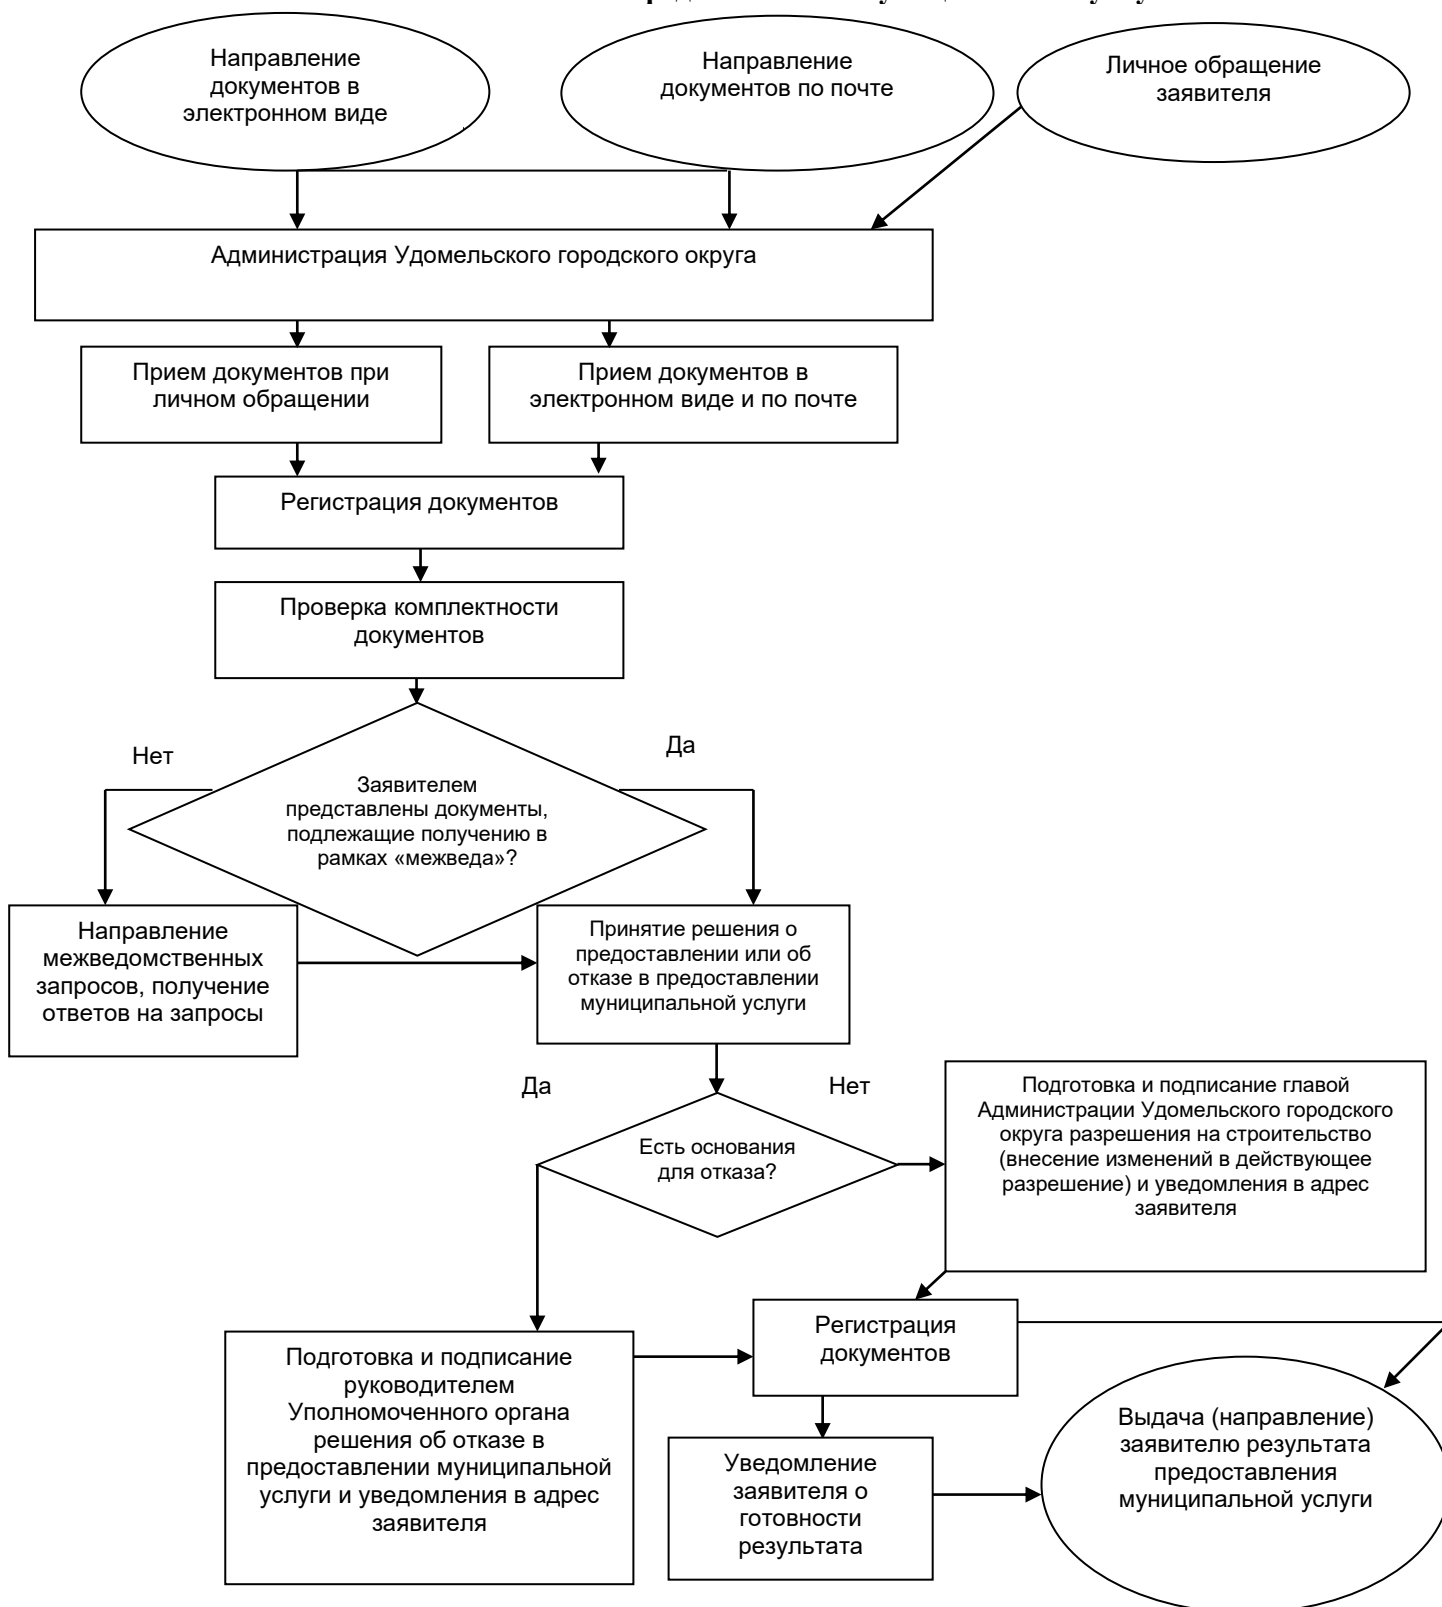 Направление
документов в
электронном виде
Направление
документов по почте
Личное обращение
заявителя
Администрация Удомельского городского округа
Прием документов при
личном обращении
Прием документов в
электронном виде и по почте
Регистрация документов
Проверка комплектности
документов
Нет
Да
Заявителем
представлены документы,
подлежащие получению в
рамках «межведа»?
Направление
межведомственных
запросов, получение
ответов на запросы
Принятие решения о
предоставлении или об
отказе в предоставлении
муниципальной услуги
Да
Нет
Есть основания
для отказа?
Подготовка и подписание главой
Администрации Удомельского городского
округа разрешения на строительство
(внесение изменений в действующее
разрешение) и уведомления в адрес
заявителя
Регистрация
документов
Подготовка и подписание
руководителем
Уполномоченного органа
решения об отказе в
предоставлении муниципальной
услуги и уведомления в адрес
заявителя
Уведомление
заявителя о
готовности
результата
Выдача (направление)
заявителю результата
предоставления
муниципальной услуги